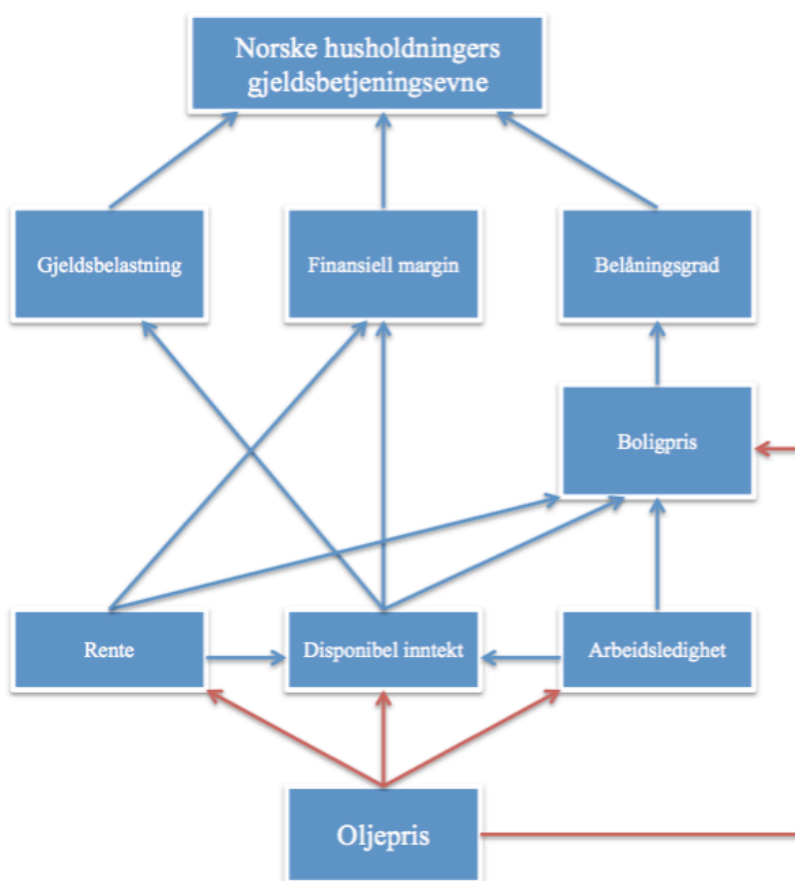 Norske husholdningers
gjeldsbetjeningsevne
Gjeldsbelastning
Finansiell margin
Belåningsgrad
Boligpris
Rente
Disponibel inntekt
Arbeidsledighet
Oljepris